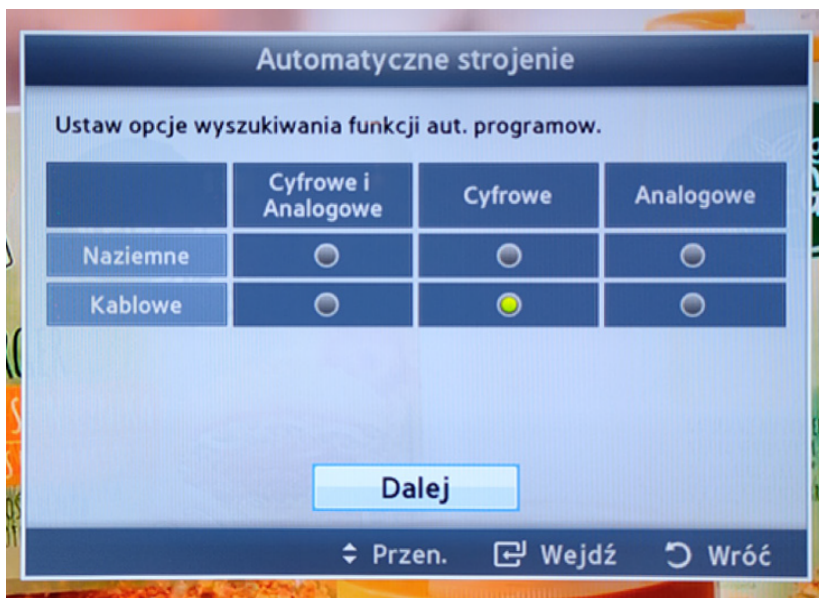 Automatyczne strojenie
Ustaw opcje wyszukiwania funkcji aut. programow.
Cyfrowe i
Analogowe
Cyfrowe
Analogowe
Naziemne
Kablowe
Dalej
Przen. Wejdź Wróć